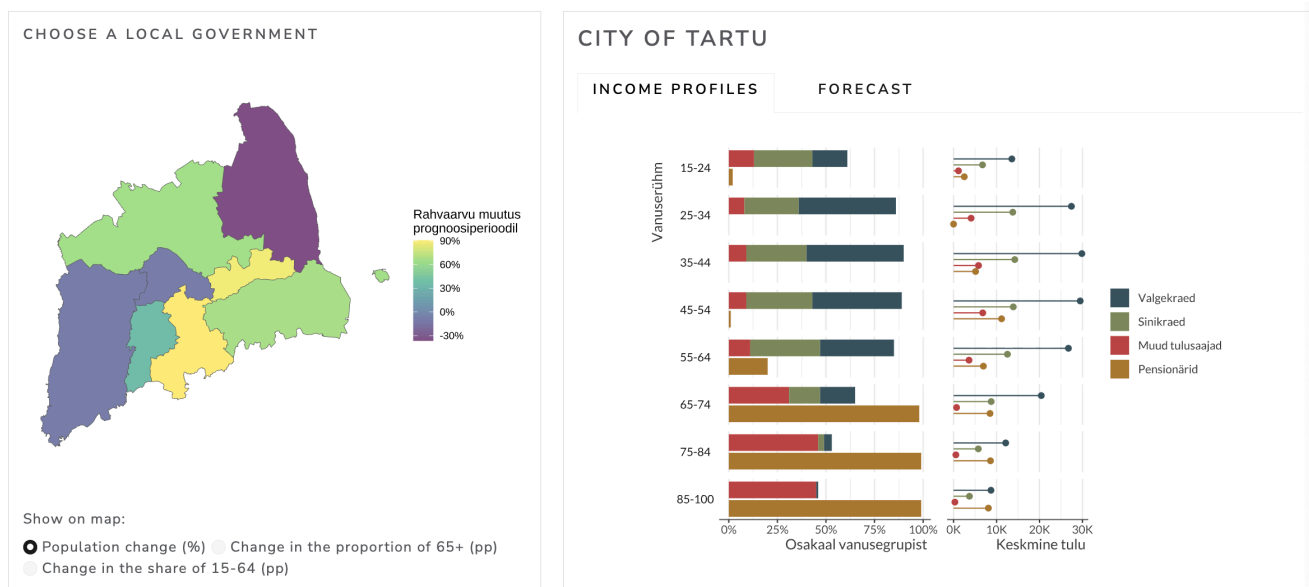 CHOOSE A LOCAL GOVERNMENT
Rahvaarvu muutus
prognoosiperioodil
90%
60%
30%
0%
-30%
Show on map:
Population change (%) Change in the proportion of 65+ (pp)
Change in the share of 15-64 (pp)
CITY OF TARTU
INCOME PROFILES FORECAST
Vanuserühm
15-24
25-34
35-44
45-54
55-64
65-74
75-84
85-100
0% 25% 50% 75% 100%
Osakaal vanusegrupist
0K 10K 20K 30K
Keskmine tulu
Valgekraed
Sinikraed
Muud tulusaajad
Pensionärid